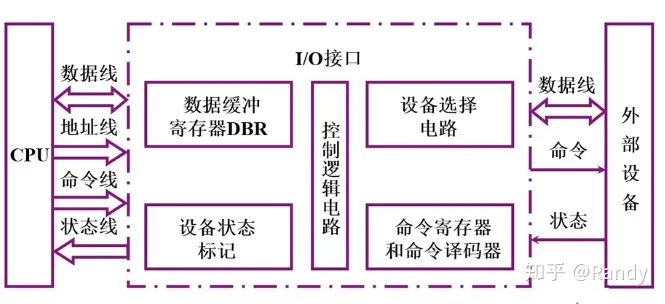 I/O接口
数据线
地址线
CPU
命令线
状态线
数据缓冲
寄存器DBR
设备状态
标记
控制逻辑电路
设备选择
电路
命令寄存器
和命令译码器
数据线
命令
状态
外部设备
知乎 @Randy